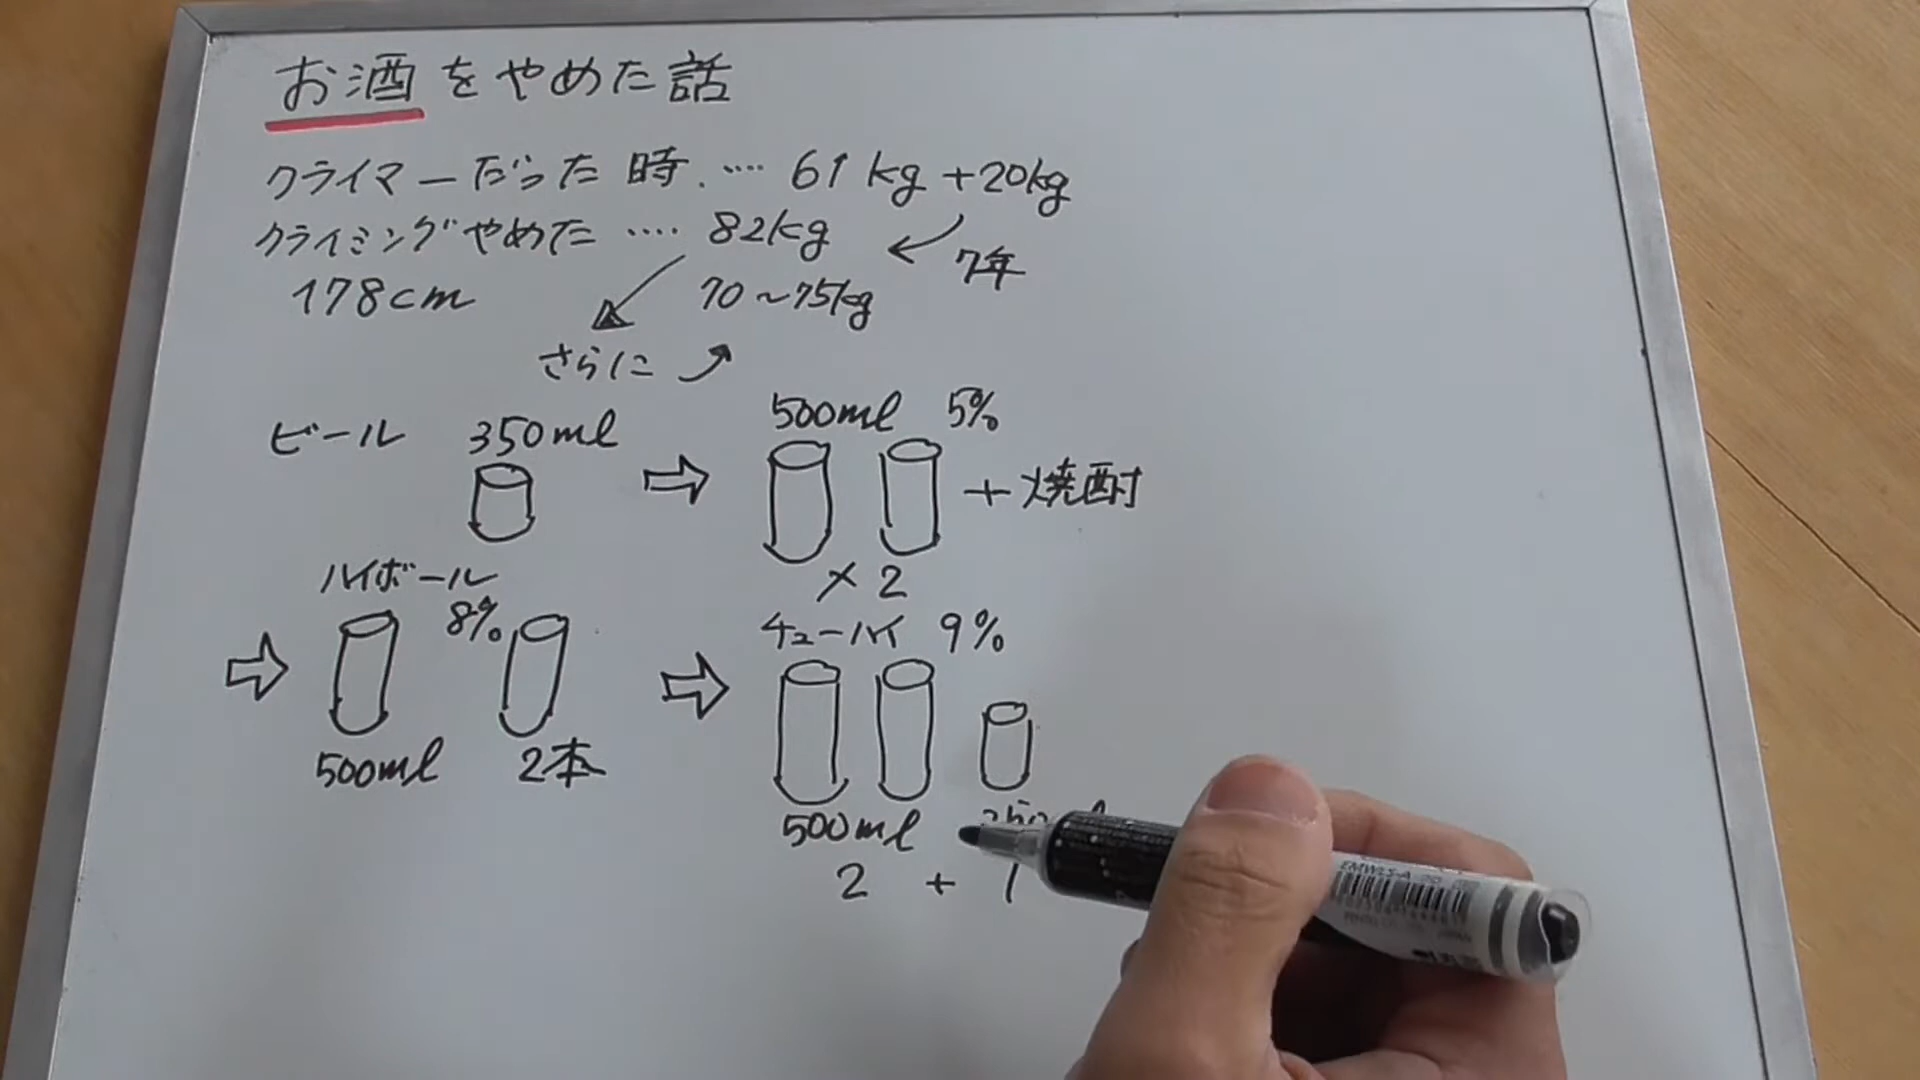 お酒をやめた話
クライマーだった時‥‥ 61kg +20kg
クライミングやめた ‥‥ 82kg
7年
178cm 70～75kg
さらに
ビール 350ml
500ml 5%
+焼酎
×2
ハイボール
8%
500ml 2本
チューハイ 9%
500ml
2 + 1
EMWL5-A